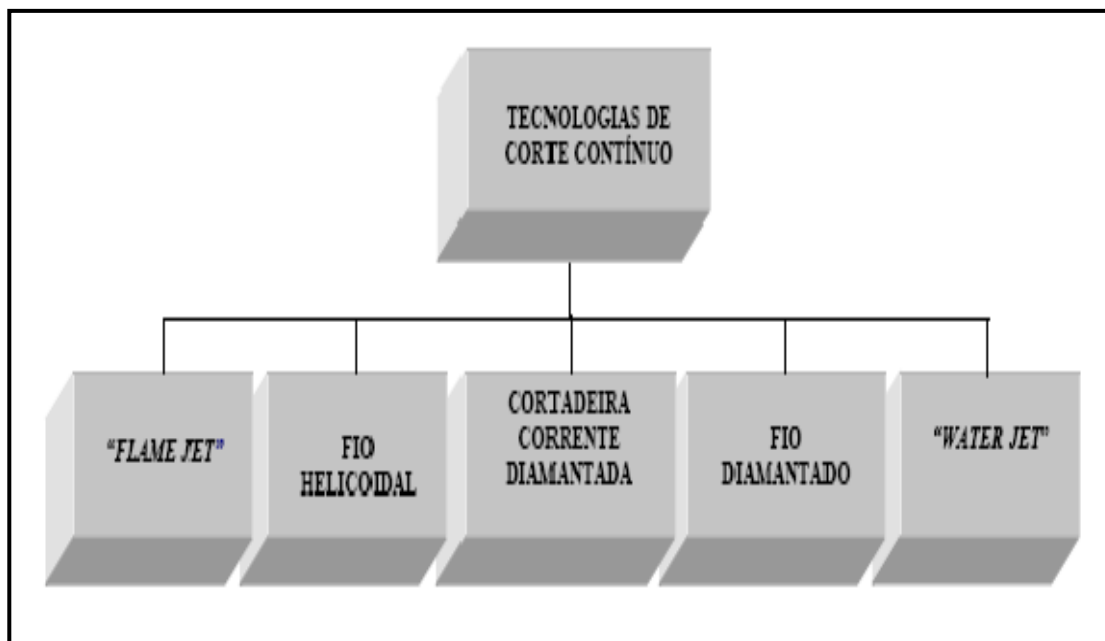 TECNOLOGIAS DE
CORTE CONTÍNUO
“FLAME JET”
FIO
HELICOIDAL
CORTADEIRA
CORRENTE
DIAMANTADA
FIO
DIAMANTADO
“WATER JET”